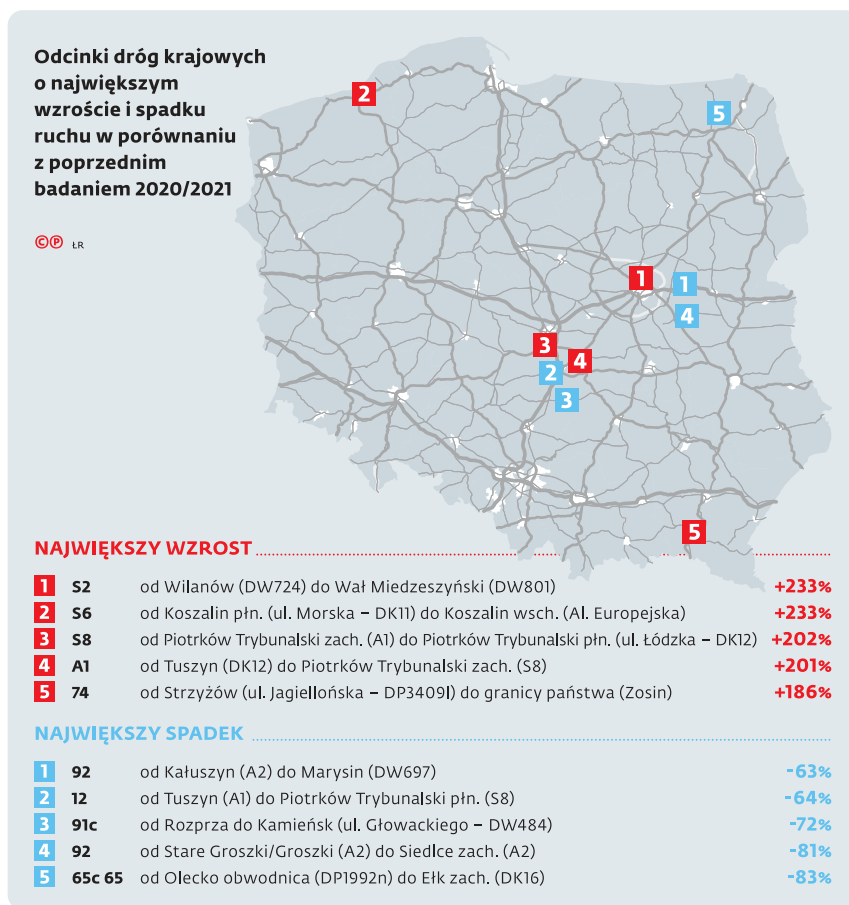 Odcinki dróg krajowych
o największym
wzroście i spadku
ruchu w porównaniu
z poprzednim
badaniem 2020/2021
©Ⓟ ŁR
2
5
1
1
4
3
4
2
3
5
NAJWIĘKSZY WZROST
1 S2 od Wilanów (DW724) do Wał Miedzeszyński (DW801) +233%
2 S6 od Koszalin płn. (ul. Morska – DK11) do Koszalin wsch. (Al. Europejska) +233%
3 S8 od Piotrków Trybunalski zach. (A1) do Piotrków Trybunalski płn. (ul. Łódzka – DK12) +202%
4 A1 od Tuszyn (DK12) do Piotrków Trybunalski zach. (S8) +201%
5 74 od Strzyżów (ul. Jagiellońska – DP3409l) do granicy państwa (Zosin) +186%
NAJWIĘKSZY SPADEK
1 92 od Kałuszyn (A2) do Marysin (DW697) -63%
2 12 od Tuszyn (A1) do Piotrków Trybunalski płn. (S8) -64%
3 91c od Rozprza do Kamieńsk (ul. Głowackiego – DW484) -72%
4 92 od Stare Groszki/Groszki (A2) do Siedlce zach. (A2) -81%
5 65c 65 od Olecko obwodnica (DP1992n) do Ełk zach. (DK16) -83%